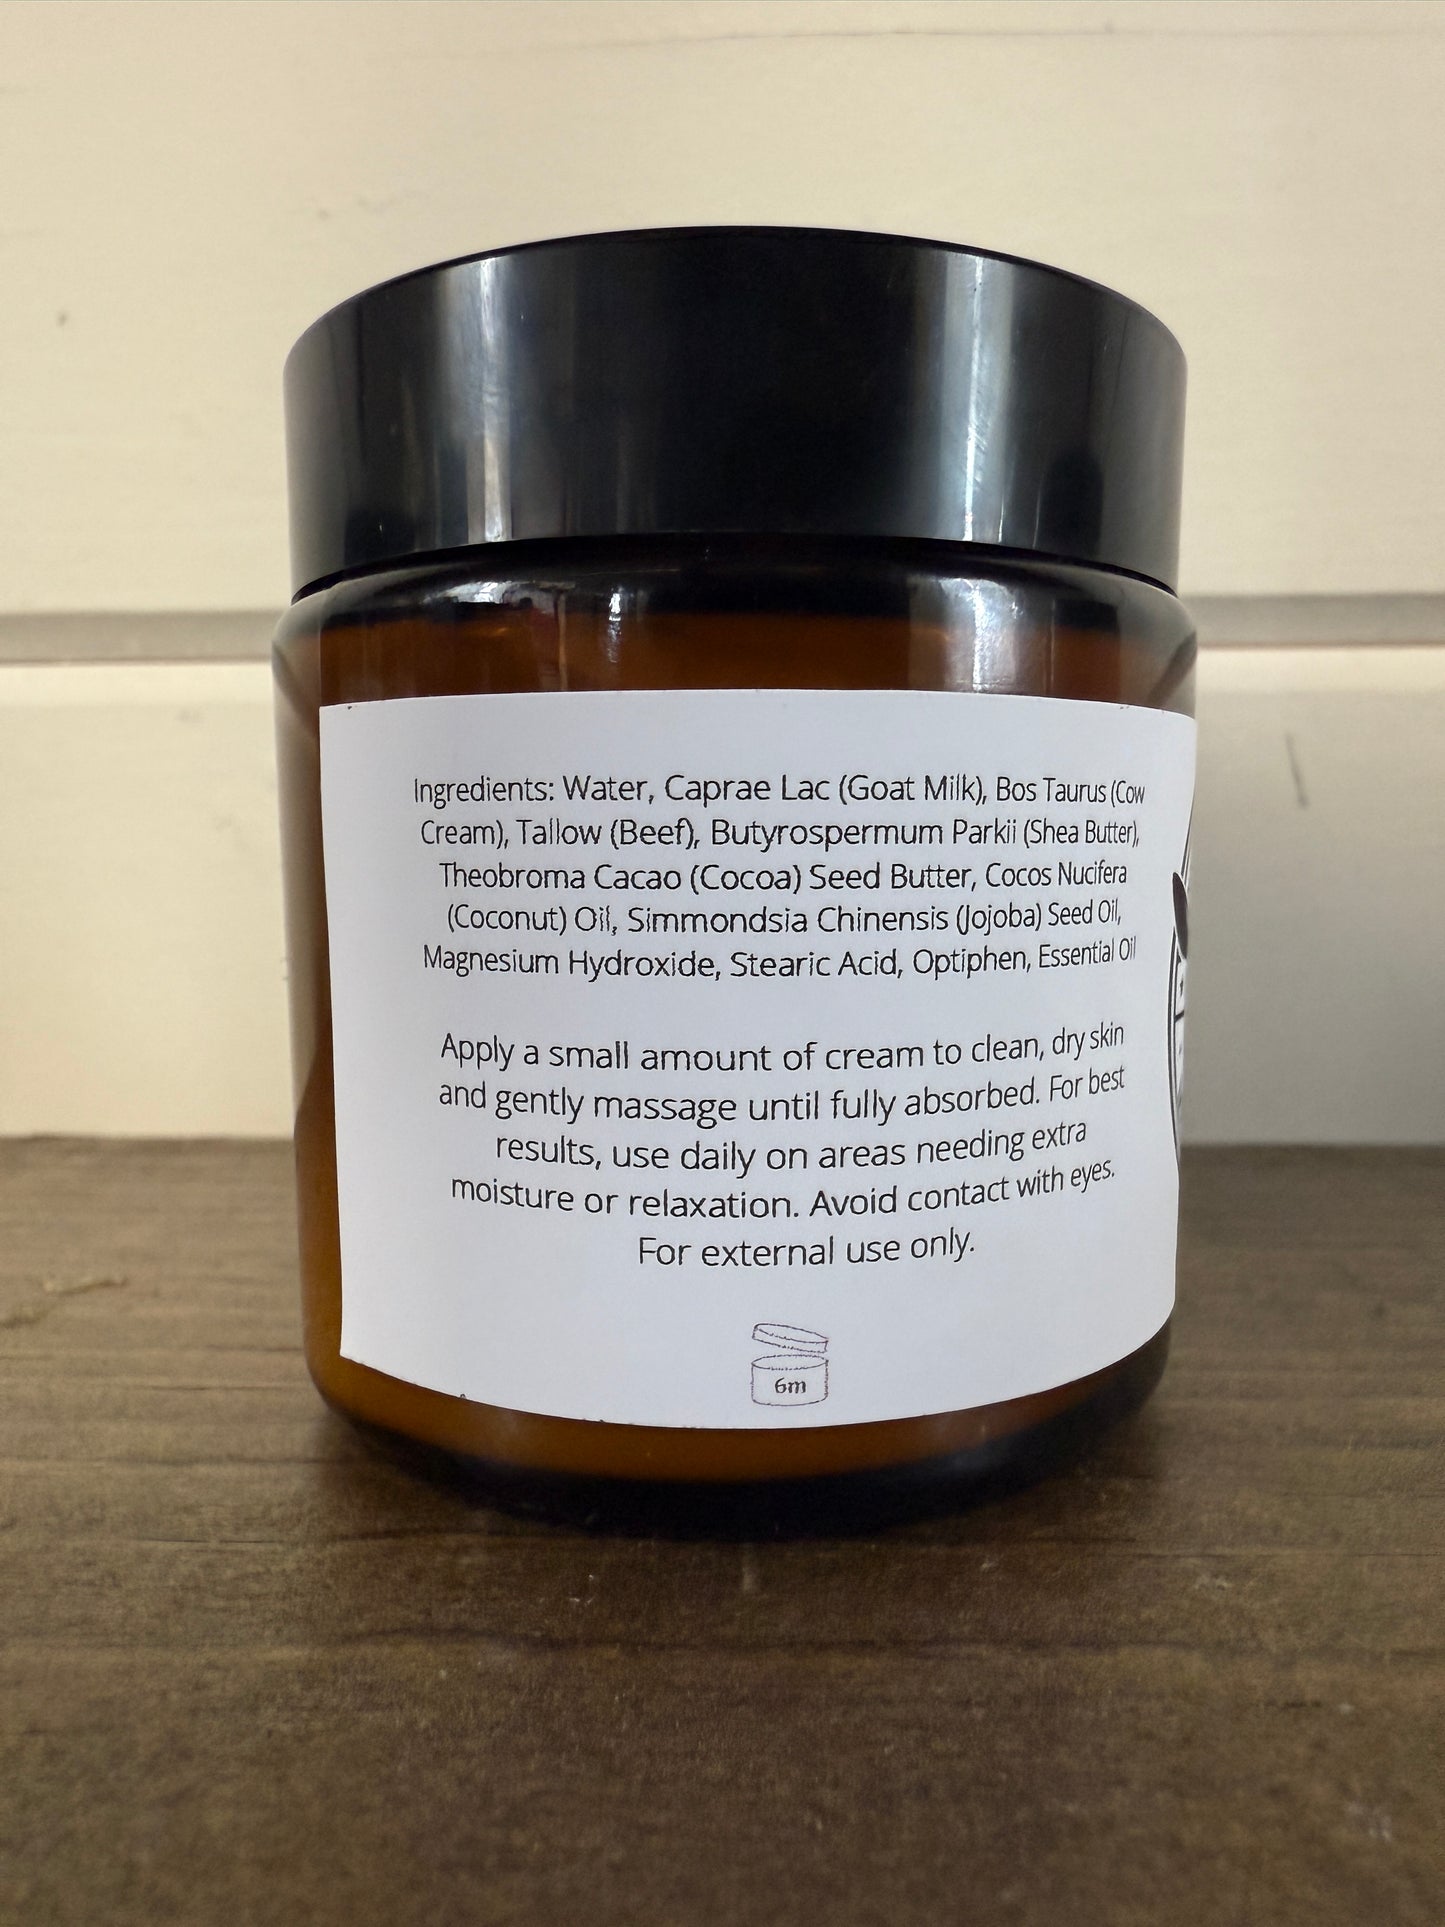 Ingredients: Water, Caprae Lac (Goat Milk), Bos Taurus (Cow
Cream), Tallow (Beef), Butyrospermum Parkii (Shea Butter),
Theobroma Cacao (Cocoa) Seed Butter, Cocos Nucifera
(Coconut) Oil, Simmondsia Chinensis (Jojoba) Seed Oil,
Magnesium Hydroxide, Stearic Acid, Optiphen, Essential Oil
Apply a small amount of cream to clean, dry skin
and gently massage until fully absorbed. For best
results, use daily on areas needing extra
moisture or relaxation. Avoid contact with eyes.
For external use only.
6m